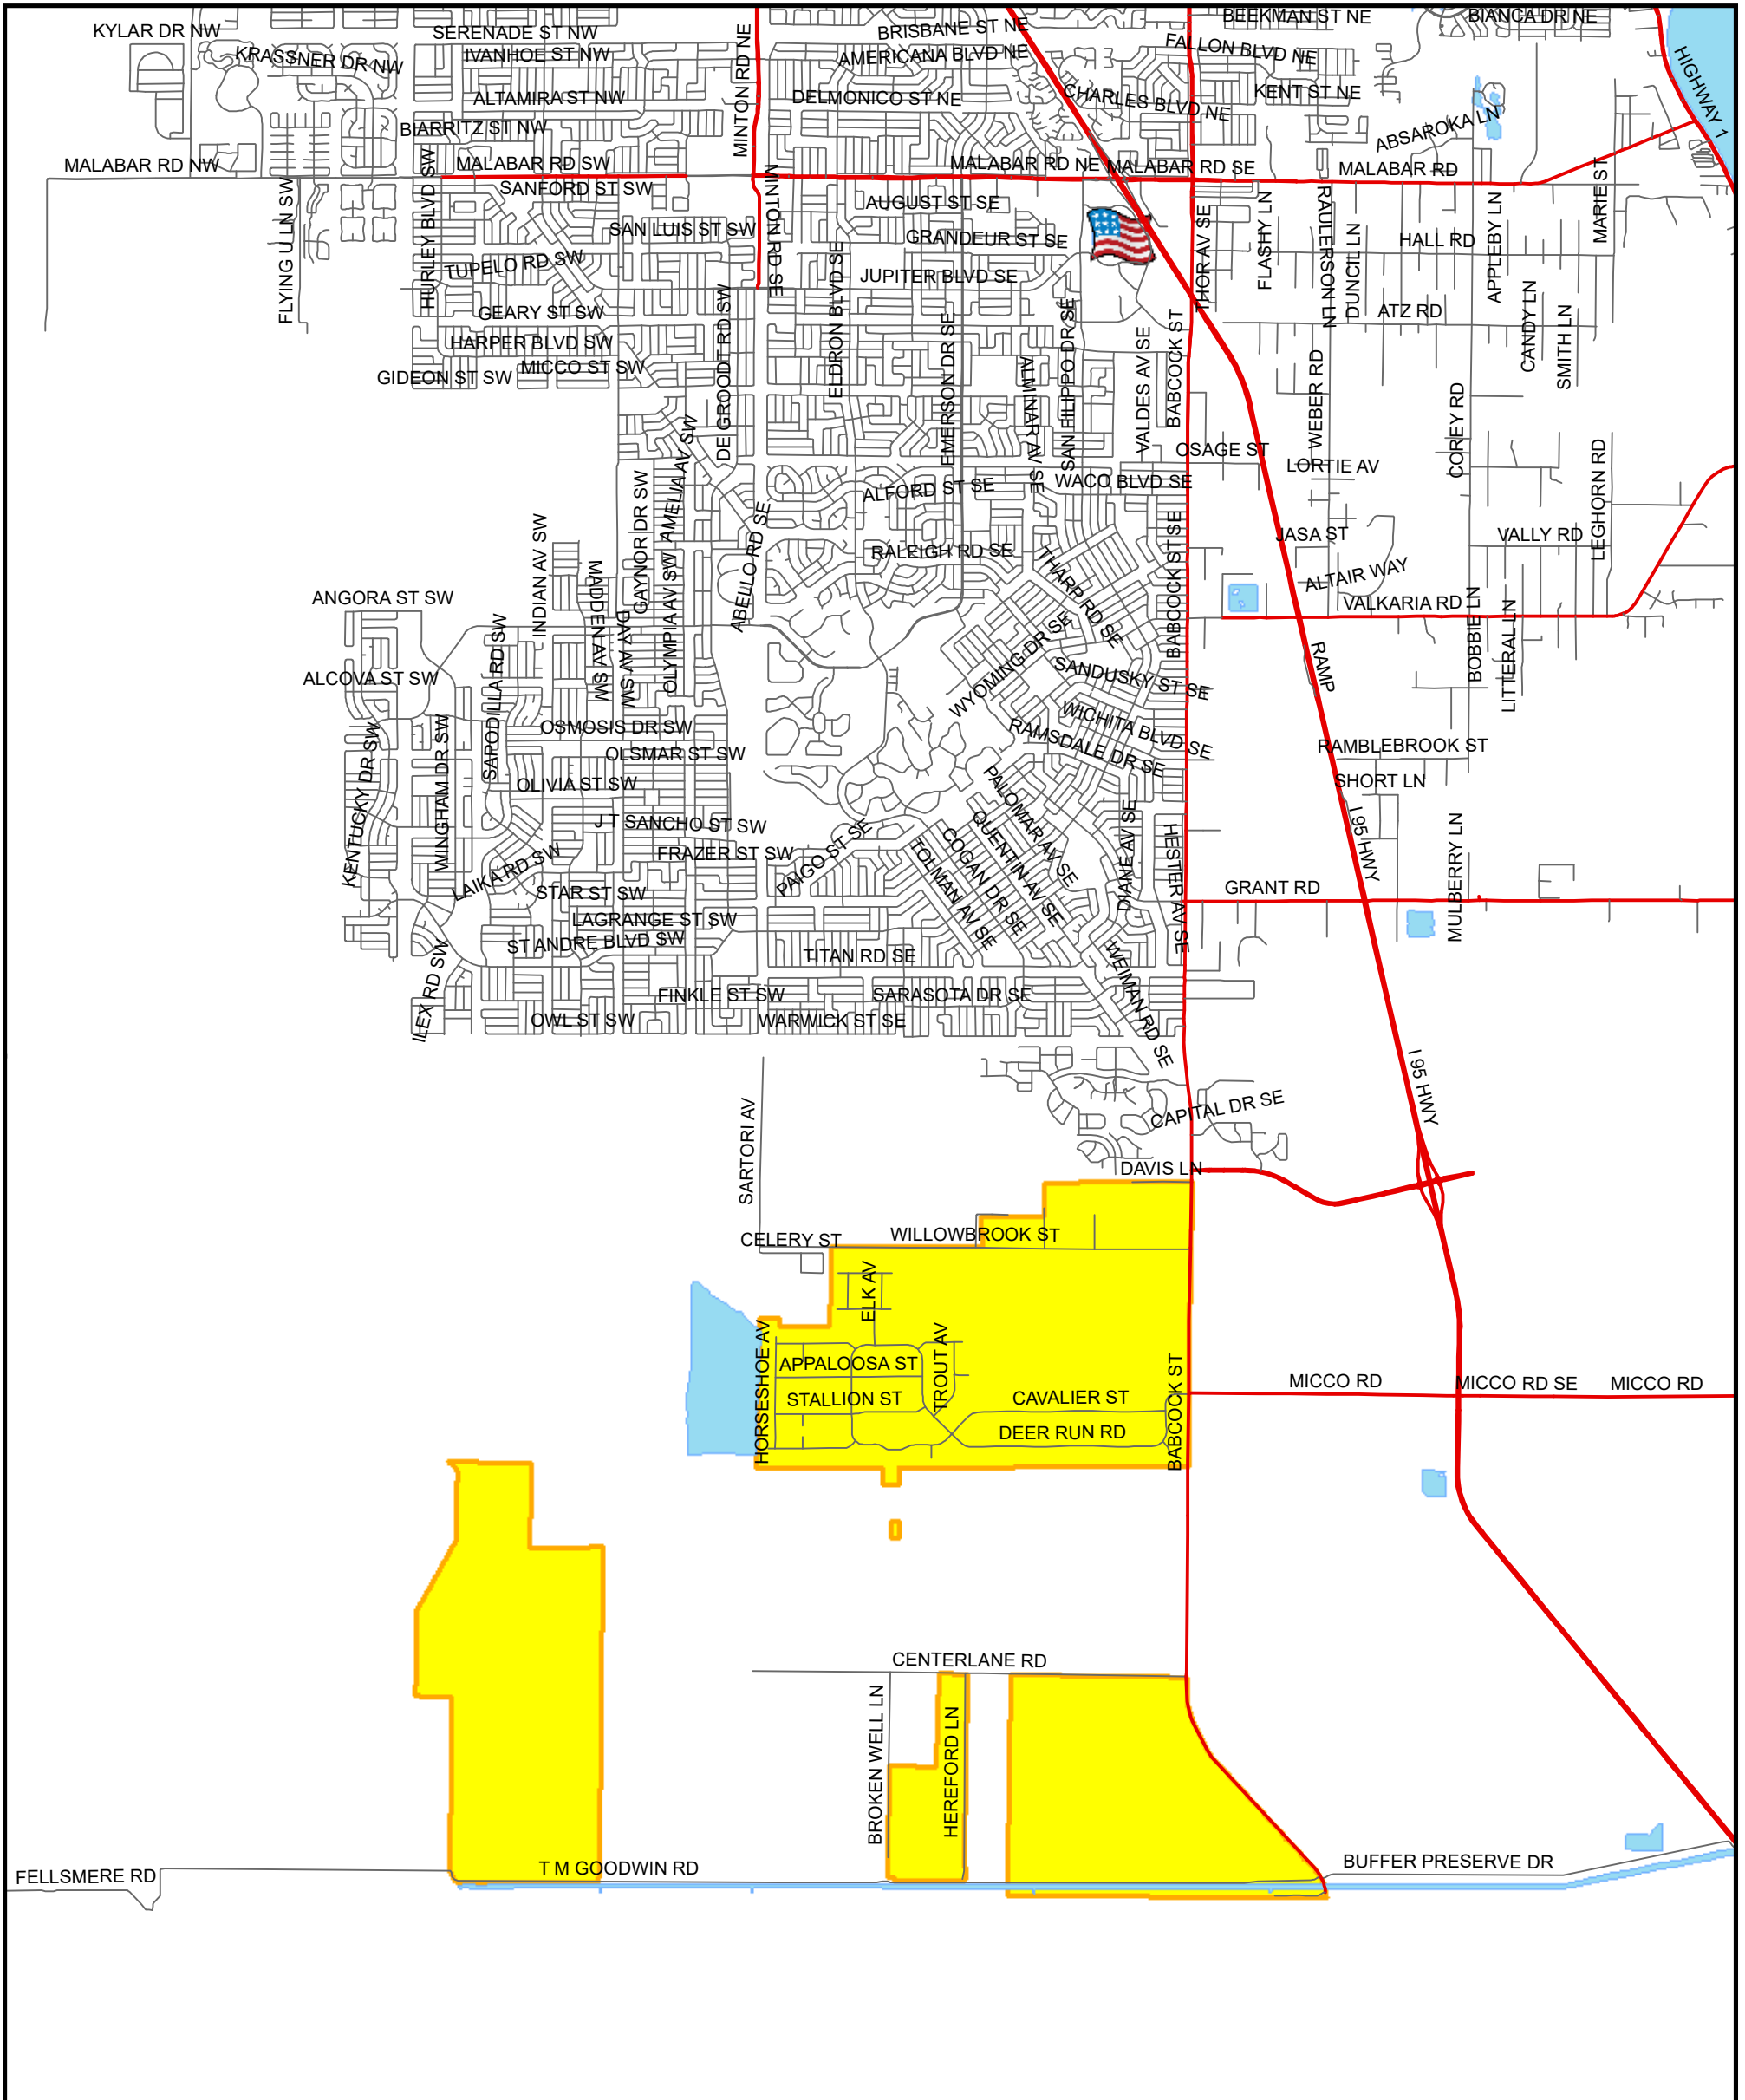 KYLAR DR NW
KRASSNER DR NW
SERENADE ST NW
IVANHOE ST NW
ALTAMIRA ST NW
BIARRITZ ST NW
MALABAR RD NW
MALABAR RD SW
SANFORD ST SW
MINTON RD NE
BRISBANE ST NE
AMERICANA BLVD NE
DELMONICO ST NE
CHARLES BLVD NE
BEEKMAN ST NE
FALLON BLVD NE
KENT ST NE
BIANCA DR NE
HIGHWAY 1
ABSAROKA LN
MALABAR RD NE
MALABAR RD SE
MALABAR RD
FLYING U LN SW
HURLEY BLVD SW
SAN LUIS ST SW
TUPELO RD SW
GEARY ST SW
HARPER BLVD SW
MICCO ST SW
GIDEON ST SW
MINTON RD SE
AUGUST ST SE
GRANDEUR ST SE
JUPITER BLVD SE
DE GROODT RD SW
ELDRON BLVD SE
EMERSON DR SE
ALMINAR AV SE
SAN FILIPPO DR SE
VALDES AV SE
BABCOCK ST
THOR AV SE
FLASHY LN
RAULERSON LN
DUNCIL LN
HALL RD
APPLEBY LN
MARIE ST
ATZ RD
CANDY LN
SMITH LN
WEBER RD
COREY RD
OSAGE ST
LORTIE AV
LEGHORN RD
WACO BLVD SE
ALFORD ST SE
RALEIGH RD SE
AMELIA AV SW
GAYNOR DR SW
INDIAN AV SW
MADDEN AV SW
DAY AV SW
OLYMPIA AV SW
ABELLO RD SE
THARP RD SE
BABCOCK ST SE
JASA ST
VALLY RD
ALTAIR WAY
VALKARIA RD
BOBBIE LN
LITTERAL LN
RAMP
ANGORA ST SW
ALCOVA ST SW
SAPODILLA RD SW
WYOMING DR SE
SANDUSKY ST SE
WICHITA BLVD SE
RAMSDALE DR SE
KENTUCKY DR SW
WINGHAM DR SW
OSMOSIS DR SW
OLSMAR ST SW
OLIVIA ST SW
J T SANCHO ST SW
FRAZER ST SW
PAIGO ST SE
LAIKA RD SW
STAR ST SW
LAGRANGE ST SW
ST ANDRE BLVD SW
PALOMAR AV SE
QUENTIN AV SE
COGAN DR SE
TOLMAN AV SE
DIANE AV SE
HESTER AV SE
RAMBLEBROOK ST
SHORT LN
I 95 HWY
MULBERRY LN
GRANT RD
TITAN RD SE
WEIMAN RD SE
ILEX RD SW
FINKLE ST SW
SARASOTA DR SE
OWL ST SW
WARWICK ST SE
I 95 HWY
SARTORI AV
CAPITAL DR SE
DAVIS LN
CELERY ST
WILLOWBROOK ST
ELK AV
HORSESHOE AV
APPALOOSA ST
TROUT AV
STALLION ST
CAVALIER ST
DEER RUN RD
BABCOCK ST
MICCO RD
MICCO RD SE
MICCO RD
CENTERLANE RD
BROKEN WELL LN
HEREFORD LN
FELLSMERE RD
T M GOODWIN RD
BUFFER PRESERVE DR